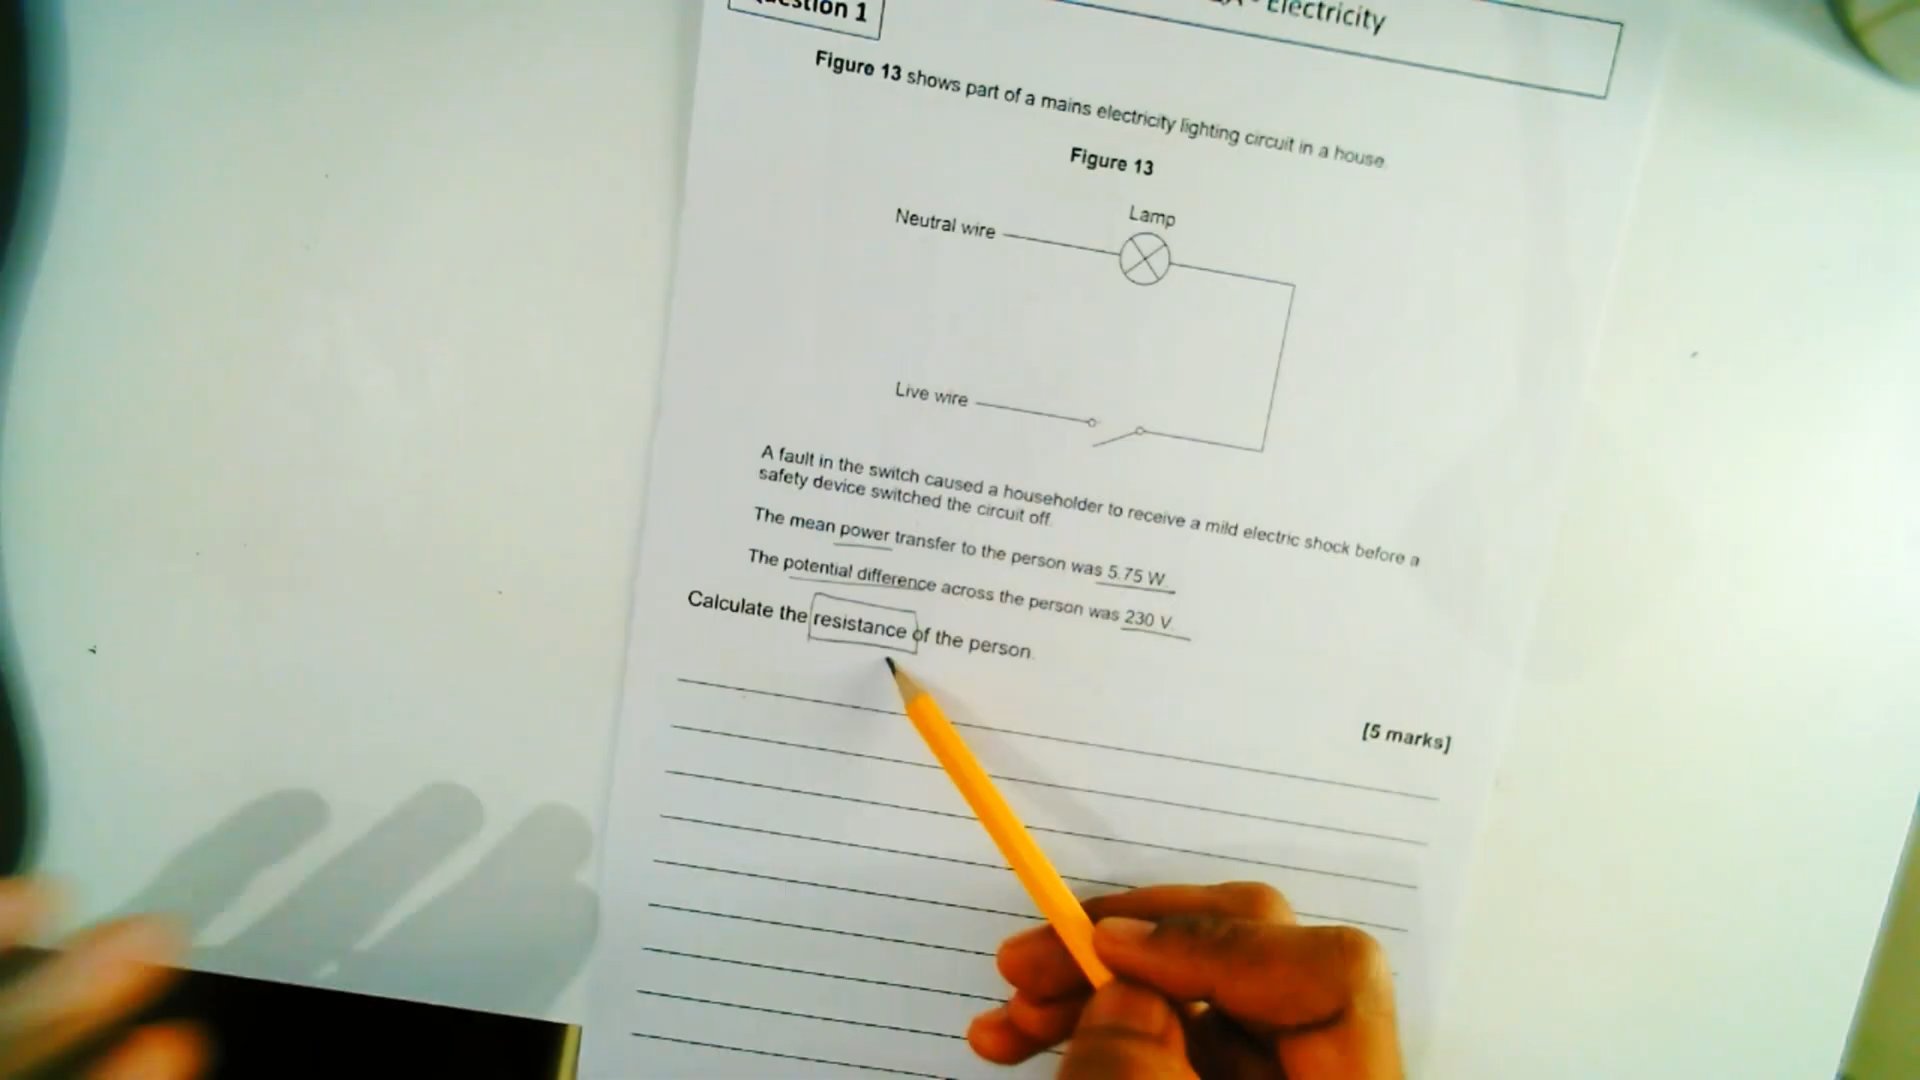 Electricity
Question 1
Figure 13 shows part of a mains electricity lighting circuit in a house.
Figure 13
Lamp
Neutral wire
Live wire
A fault in the switch caused a householder to receive a mild electric shock before a
safety device switched the circuit off.
The mean power transfer to the person was 5.75 W.
The potential difference across the person was 230 V.
Calculate the resistance of the person.
[5 marks]